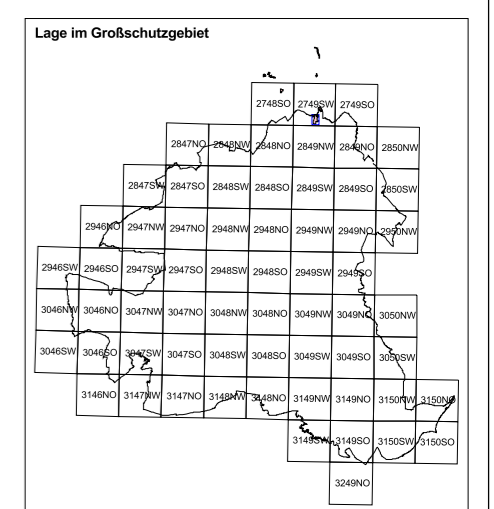 Lage im Großschutzgebiet
2748SO 2749SW 2749SO
2847NO 2848NW 2848NO 2849NW 2849NO 2850NW
2847SW 2847SO 2848SW 2848SO 2849SW 2849SO 2850SW
2946NO 2947NW 2947NO 2948NW 2948NO 2949NW 2949NO 2950NW
2946SW 2946SO 2947SW 2947SO 2948SW 2948SO 2949SW 2949SO
3046NW 3046NO 3047NW 3047NO 3048NW 3048NO 3049NW 3049NO 3050NW
3046SW 3046SO 3047SW 3047SO 3048SW 3048SO 3049SW 3049SO 3050SW
3146NO 3147NW 3147NO 3148NW 3148NO 3149NW 3149NO 3150NW 3150NO
3149SW 3149SO 3150SW 3150SO
3249NO